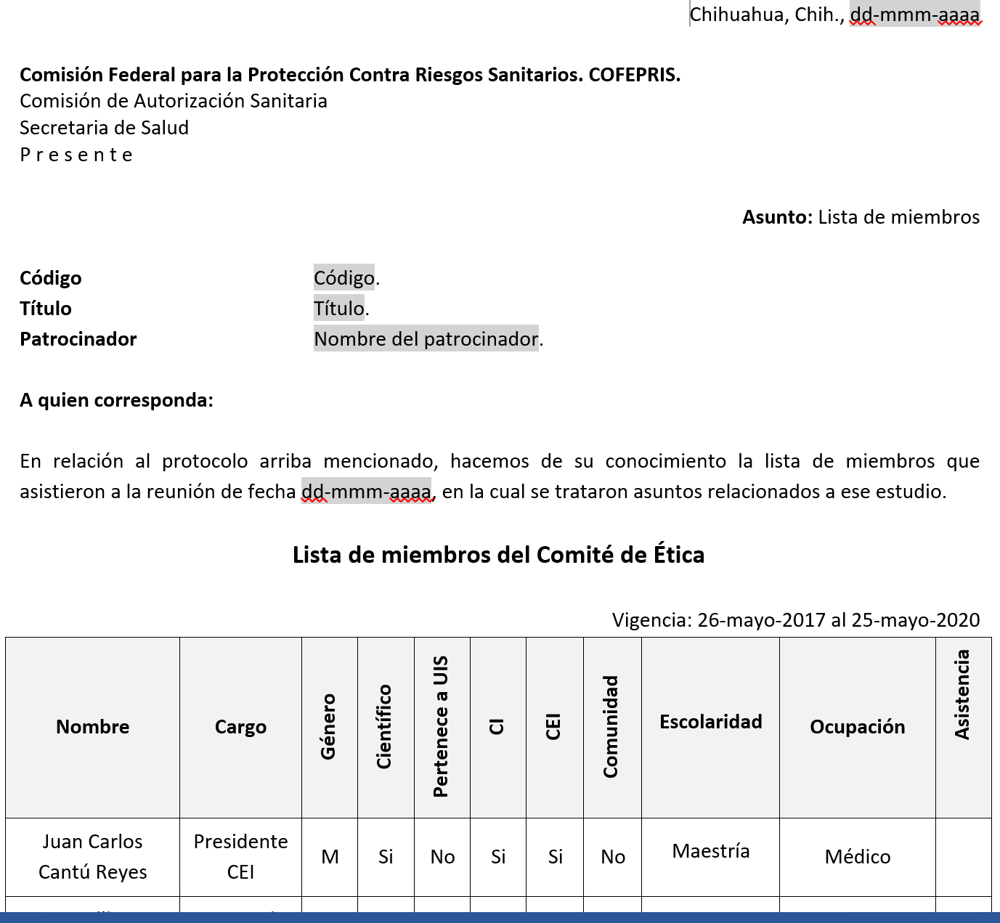 Chihuahua, Chih., dd-mmm-aaaa
Comisión Federal para la Protección Contra Riesgos Sanitarios. COFEPRIS.
Comisión de Autorización Sanitaria
Secretaria de Salud
P r e s e n t e
Asunto: Lista de miembros
Código Código.
Título Título.
Patrocinador Nombre del patrocinador.
A quien corresponda:
En relación al protocolo arriba mencionado, hacemos de su conocimiento la lista de miembros que
asistieron a la reunión de fecha dd-mmm-aaaa, en la cual se trataron asuntos relacionados a ese estudio.
Lista de miembros del Comité de Ética
Vigencia: 26-mayo-2017 al 25-mayo-2020
Nombre Cargo Género Científico Pertenece a UIS CI CEI Comunidad Escolaridad Ocupación Asistencia
Juan Carlos Presidente
Cantú Reyes CEI M Si No Si Si No Maestría Médico